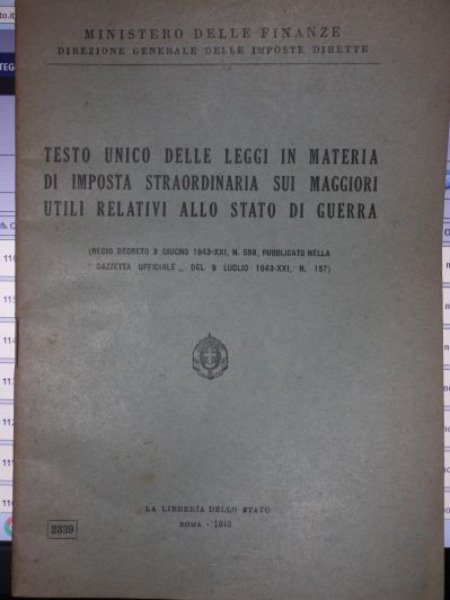 MINISTERO DELLE FINANZE
DIREZIONE GENERALE DELLE IMPOSTE DIRETTE
TESTO UNICO DELLE LEGGI IN MATERIA
DI IMPOSTA STRAORDINARIA SUI MAGGIORI
UTILI RELATIVI ALLO STATO DI GUERRA
(REGIO DECRETO 3 GIUGNO 1943-XXI, N. 598, PUBBLICATO NELLA
" GAZZETTA UFFICIALE „ DEL 9 LUGLIO 1943-XXI, N. 157)
LA LIBRERIA DELLO STATO
ROMA - 1943
2339